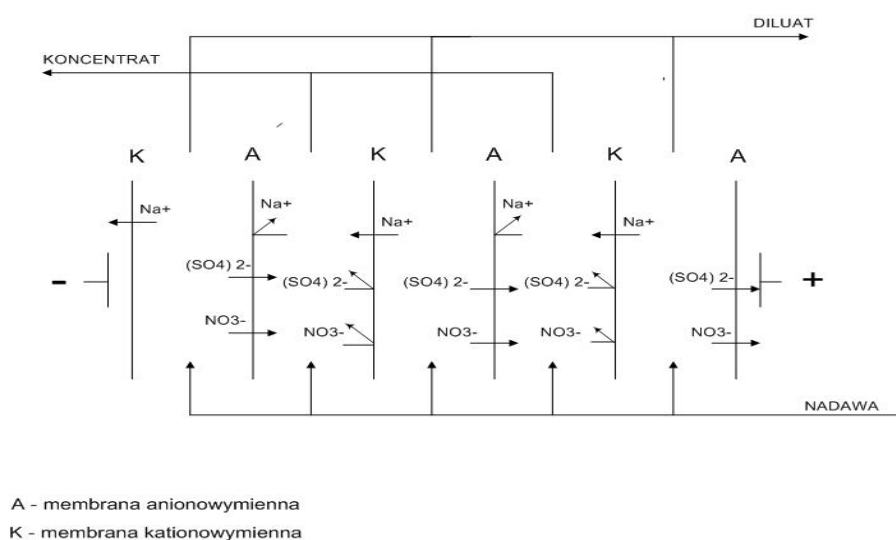 DILUAT
KONCENTRAT
K A K A K A
Na+ Na+ Na+ Na+ Na+
(SO4) 2- (SO4) 2- (SO4) 2- (SO4) 2- (SO4) 2-
- +
NO3- NO3- NO3- NO3- NO3-
NADAWA
A - membrana anionowymienna
K - membrana kationowymienna